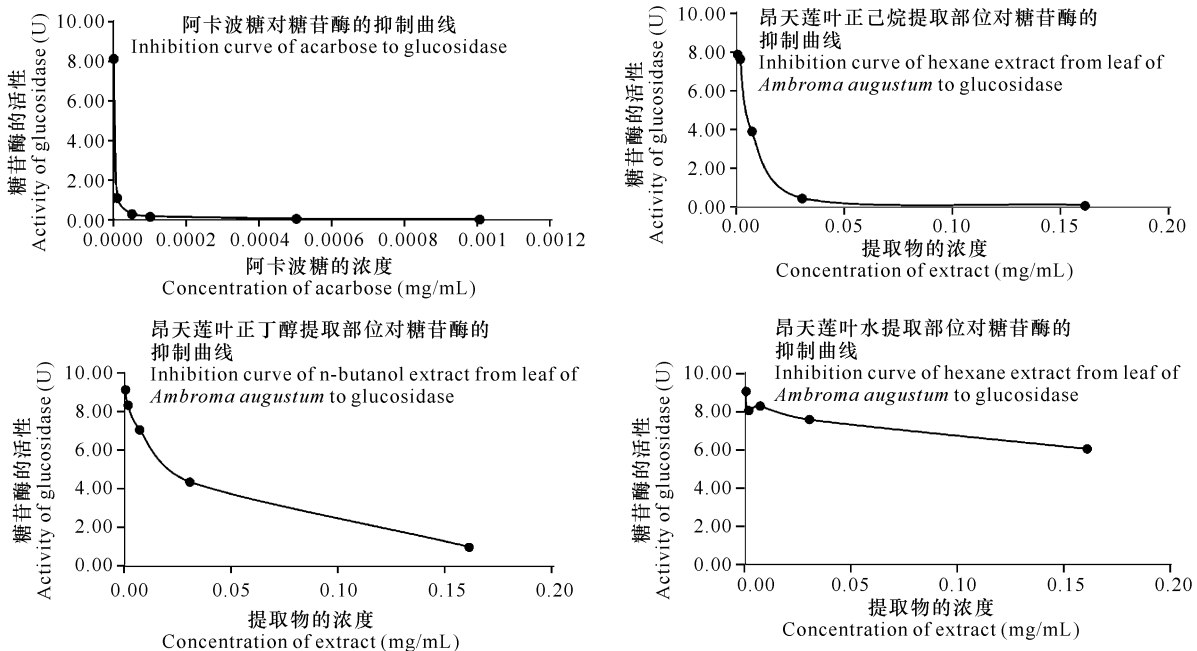 阿卡波糖对糖苷酶的抑制曲线
Inhibition curve of acarbose to glucosidase
糖苷酶的活性
Activity of glucosidase (U)
10.00
8.00
6.00
4.00
2.00
0.00
0.0000 0.0002 0.0004 0.0006 0.0008 0.001 0.0012
阿卡波糖的浓度
Concentration of acarbose (mg/mL)
昂天莲叶正己烷提取部位对糖苷酶的
抑制曲线
Inhibition curve of hexane extract from leaf of
Ambroma augustum to glucosidase
糖苷酶的活性
Activity of glucosidase (U)
10.00
8.00
6.00
4.00
2.00
0.00
0.00 0.05 0.10 0.15 0.20
提取物的浓度
Concentration of extract (mg/mL)
昂天莲叶正丁醇提取部位对糖苷酶的
抑制曲线
Inhibition curve of n-butanol extract from leaf of
Ambroma augustum to glucosidase
糖苷酶的活性
Activity of glucosidase (U)
10.00
8.00
6.00
4.00
2.00
0.00
0.00 0.05 0.10 0.15 0.20
提取物的浓度
Concentration of extract (mg/mL)
昂天莲叶水提取部位对糖苷酶的
抑制曲线
Inhibition curve of hexane extract from leaf of
Ambroma augustum to glucosidase
糖苷酶的活性
Activity of glucosidase (U)
10.00
8.00
6.00
4.00
2.00
0.00
0.00 0.05 0.10 0.15 0.20
提取物的浓度
Concentration of extract (mg/mL)